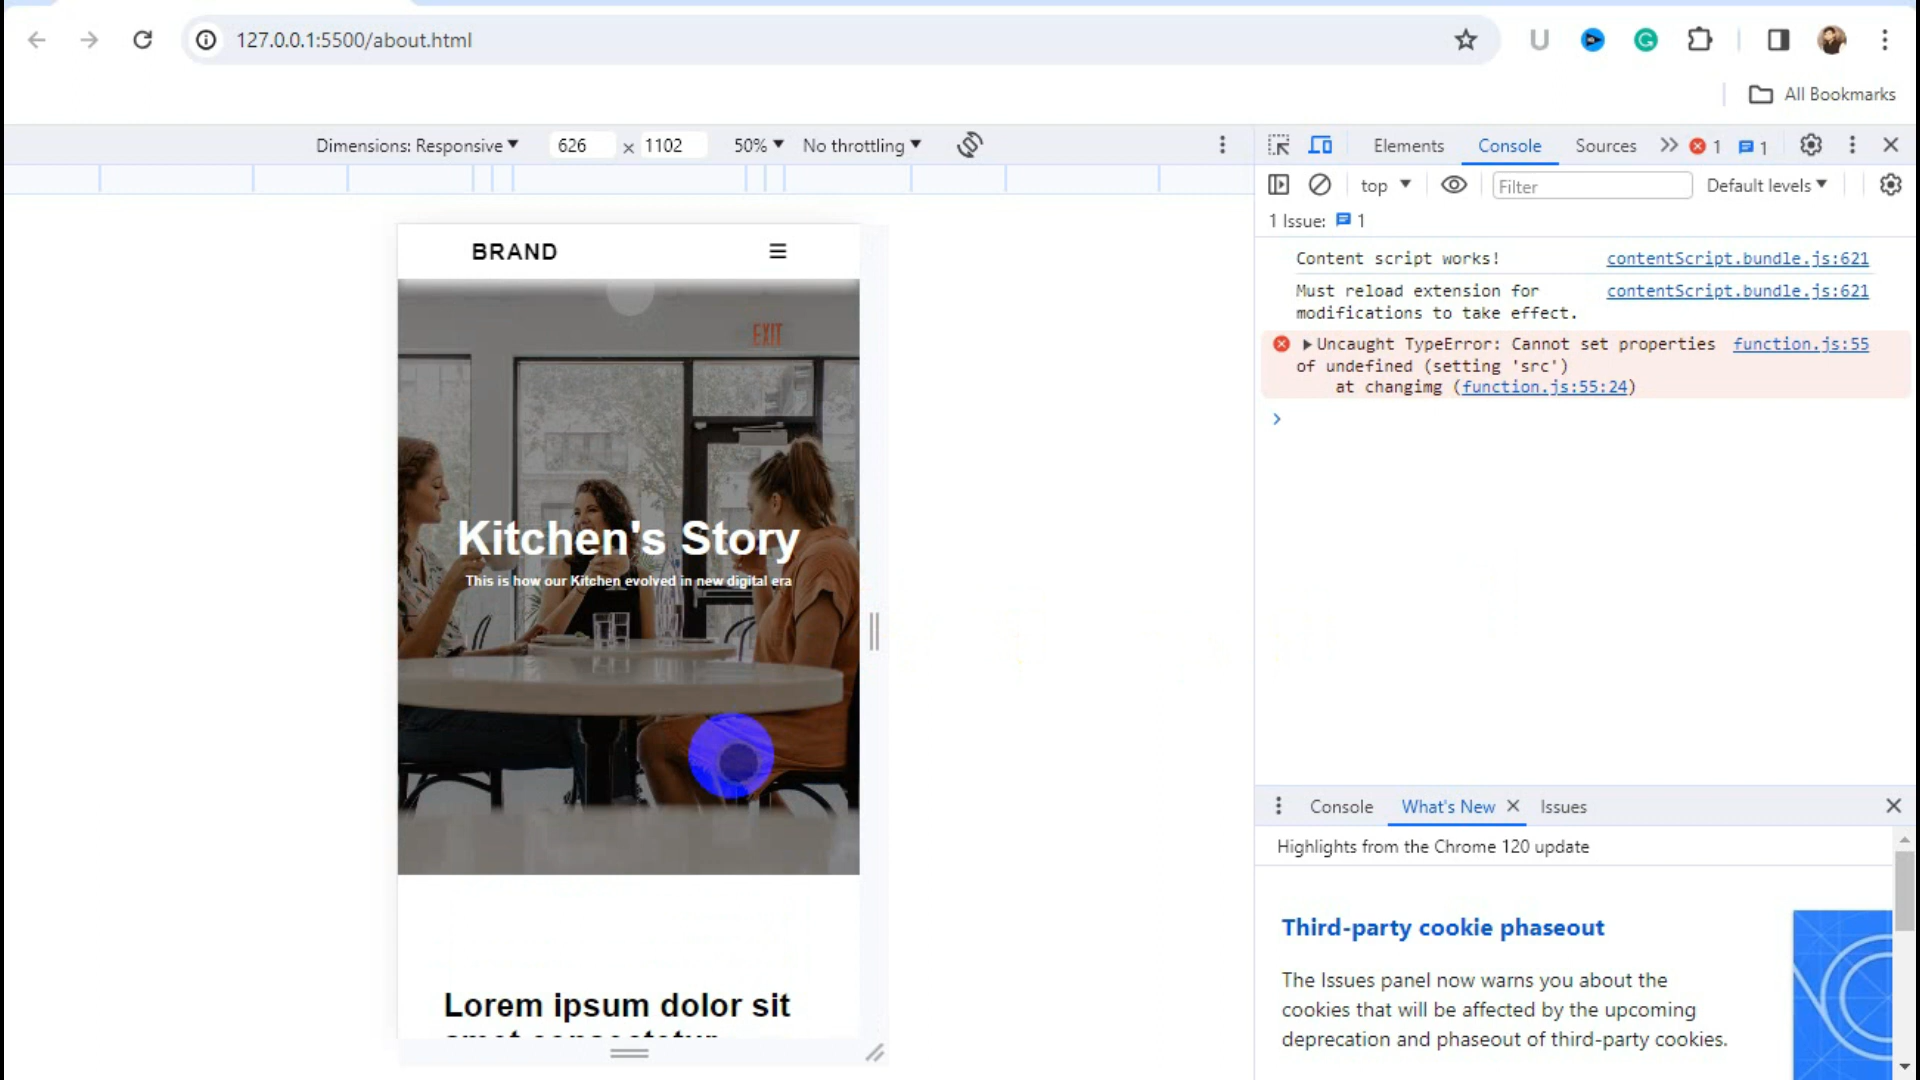 127.0.0.1:5500/about.html
All Bookmarks
Dimensions: Responsive 626 × 1102 50% No throttling
Elements Console Sources 1 1
top Filter Default levels
1 Issue: 1
Content script works! contentScript.bundle.js:621
Must reload extension for contentScript.bundle.js:621
modifications to take effect.
Uncaught TypeError: Cannot set properties function.js:55
of undefined (setting 'src')
at changimg (function.js:55:24)
BRAND
EXIT
Kitchen's Story
This is how our Kitchen evolved in new digital era
Lorem ipsum dolor sit
amet consectetur
Console What's New Issues
Highlights from the Chrome 120 update
Third-party cookie phaseout
The Issues panel now warns you about the
cookies that will be affected by the upcoming
deprecation and phaseout of third-party cookies.